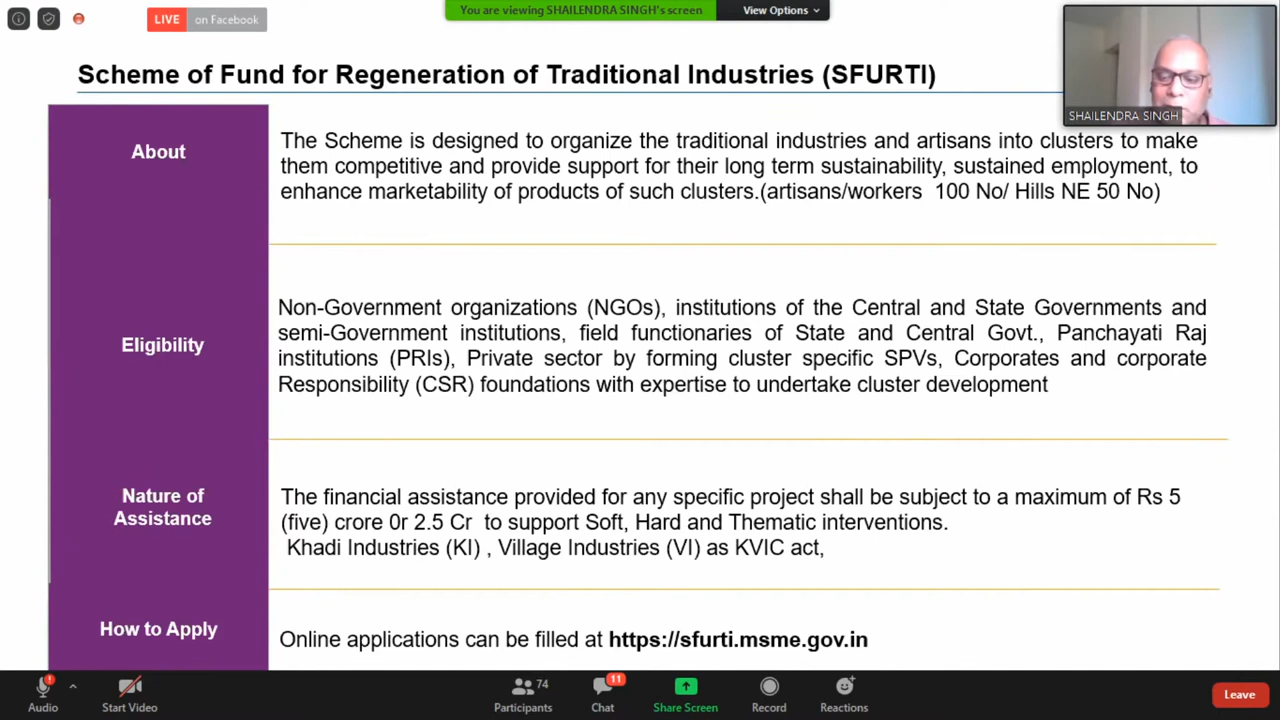 LIVE on Facebook
You are viewing SHAILENDRA SINGH's screen
View Options
SHAILENDRA SINGH
Scheme of Fund for Regeneration of Traditional Industries (SFURTI)
About
The Scheme is designed to organize the traditional industries and artisans into clusters to make
them competitive and provide support for their long term sustainability, sustained employment, to
enhance marketability of products of such clusters.(artisans/workers 100 No/ Hills NE 50 No)
Eligibility
Non-Government organizations (NGOs), institutions of the Central and State Governments and
semi-Government institutions, field functionaries of State and Central Govt., Panchayati Raj
institutions (PRIs), Private sector by forming cluster specific SPVs, Corporates and corporate
Responsibility (CSR) foundations with expertise to undertake cluster development
Nature of
Assistance
The financial assistance provided for any specific project shall be subject to a maximum of Rs 5
(five) crore 0r 2.5 Cr to support Soft, Hard and Thematic interventions.
Khadi Industries (KI) , Village Industries (VI) as KVIC act,
How to Apply
Online applications can be filled at https://sfurti.msme.gov.in
Audio
Start Video
74
Participants
11
Chat
Share Screen
Record
Reactions
Leave